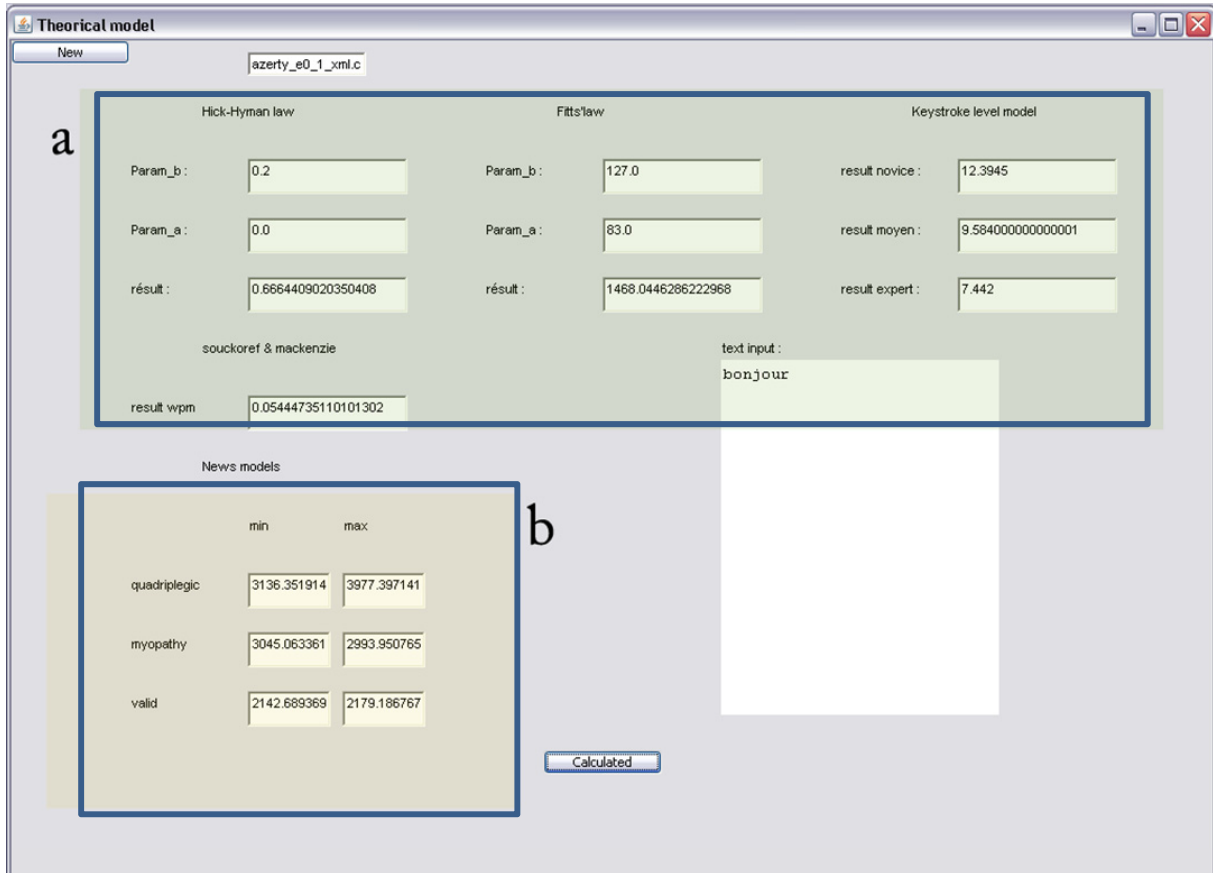 Theorical model
New
azerty_e0_1_xml.c
a
Hick-Hyman law Fitts'law Keystroke level model
Param_b : 0.2 Param_b : 127.0 result novice : 12.3945
Param_a : 0.0 Param_a : 83.0 result moyen : 9.584000000000001
résult : 0.6664409020350408 résult : 1468.0446286222968 result expert : 7.442
souckoref & mackenzie text input :
bonjour
result wpm 0.05444735110101302
News models
b
min max
quadriplegic 3136.351914 3977.397141
myopathy 3045.063361 2993.950765
valid 2142.689369 2179.186767
Calculated